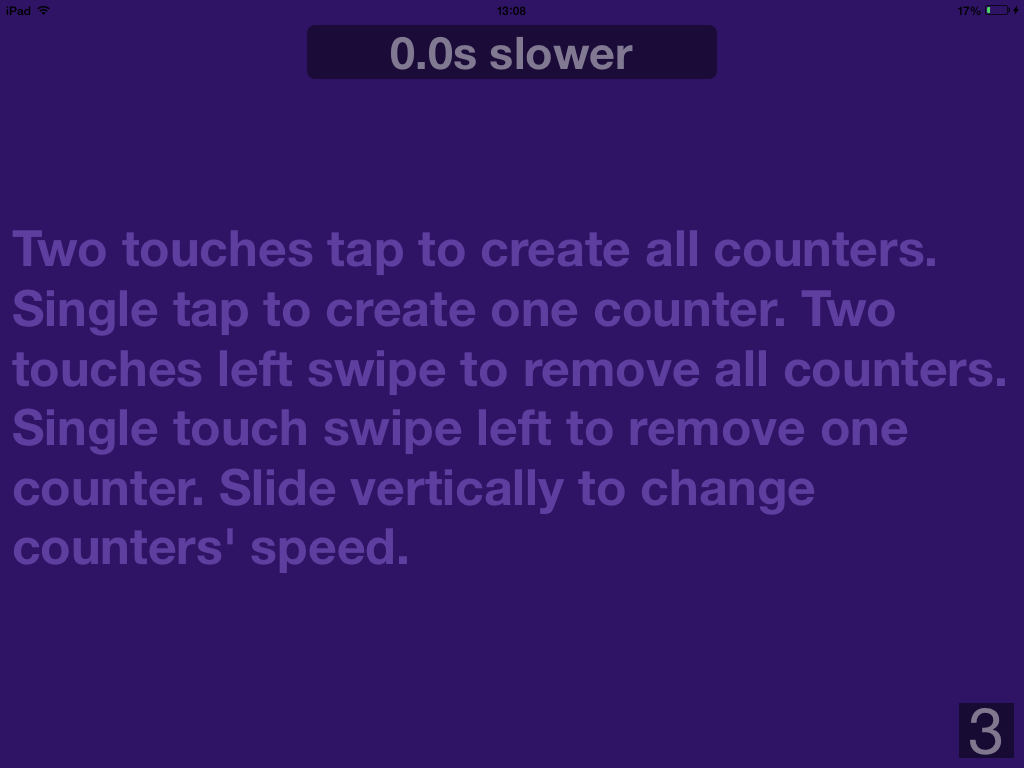 iPad
13:08
17%
0.0s slower
Two touches tap to create all counters.
Single tap to create one counter. Two
touches left swipe to remove all counters.
Single touch swipe left to remove one
counter. Slide vertically to change
counters' speed.
3